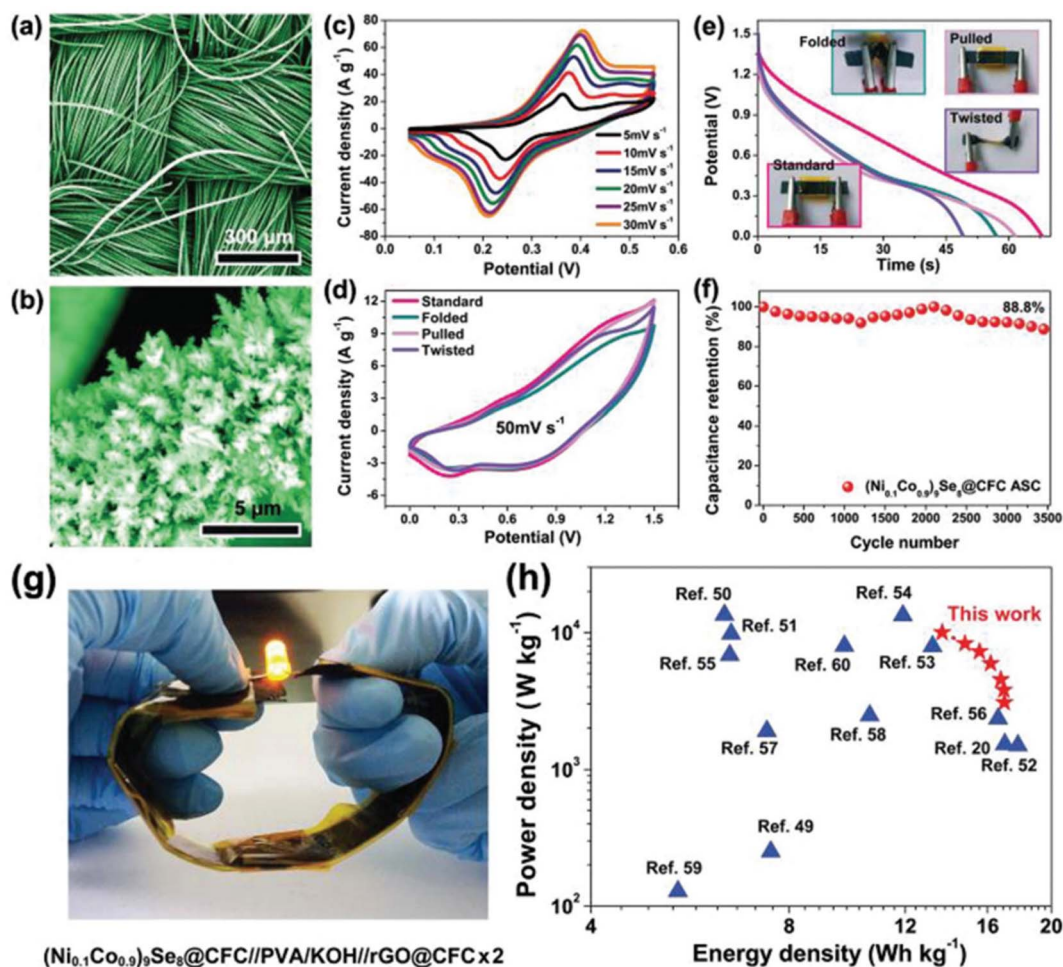 (a)
300 μm
(b)
5 μm
(c)
Current density (A g⁻¹)
80
60
40
20
0
-20
-40
-60
-80
5mV s⁻¹
10mV s⁻¹
15mV s⁻¹
20mV s⁻¹
25mV s⁻¹
30mV s⁻¹
0.0 0.1 0.2 0.3 0.4 0.5 0.6
Potential (V)
(d)
Current density (A g⁻¹)
12
9
6
3
0
-3
-6
Standard
Folded
Pulled
Twisted
50mV s⁻¹
0.0 0.3 0.6 0.9 1.2 1.5
Potential (V)
(e)
Potential (V)
1.5
1.2
0.9
0.6
0.3
0.0
Folded
Pulled
Twisted
Standard
0 15 30 45 60
Time (s)
(f)
Capacitance retention (%)
100
80
60
40
20
0
88.8%
(Ni₀.₁Co₀.₉)₉Se₈@CFC ASC
0 500 1000 1500 2000 2500 3000 3500
Cycle number
(g)
(Ni₀.₁Co₀.₉)₉Se₈@CFC//PVA/KOH//rGO@CFCx2
(h)
Power density (W kg⁻¹)
10⁴
10³
10²
Ref. 50
Ref. 54
This work
Ref. 51
Ref. 55
Ref. 60
Ref. 53
Ref. 56
Ref. 57
Ref. 58
Ref. 20
Ref. 52
Ref. 49
Ref. 59
4 8 12 16 20
Energy density (Wh kg⁻¹)